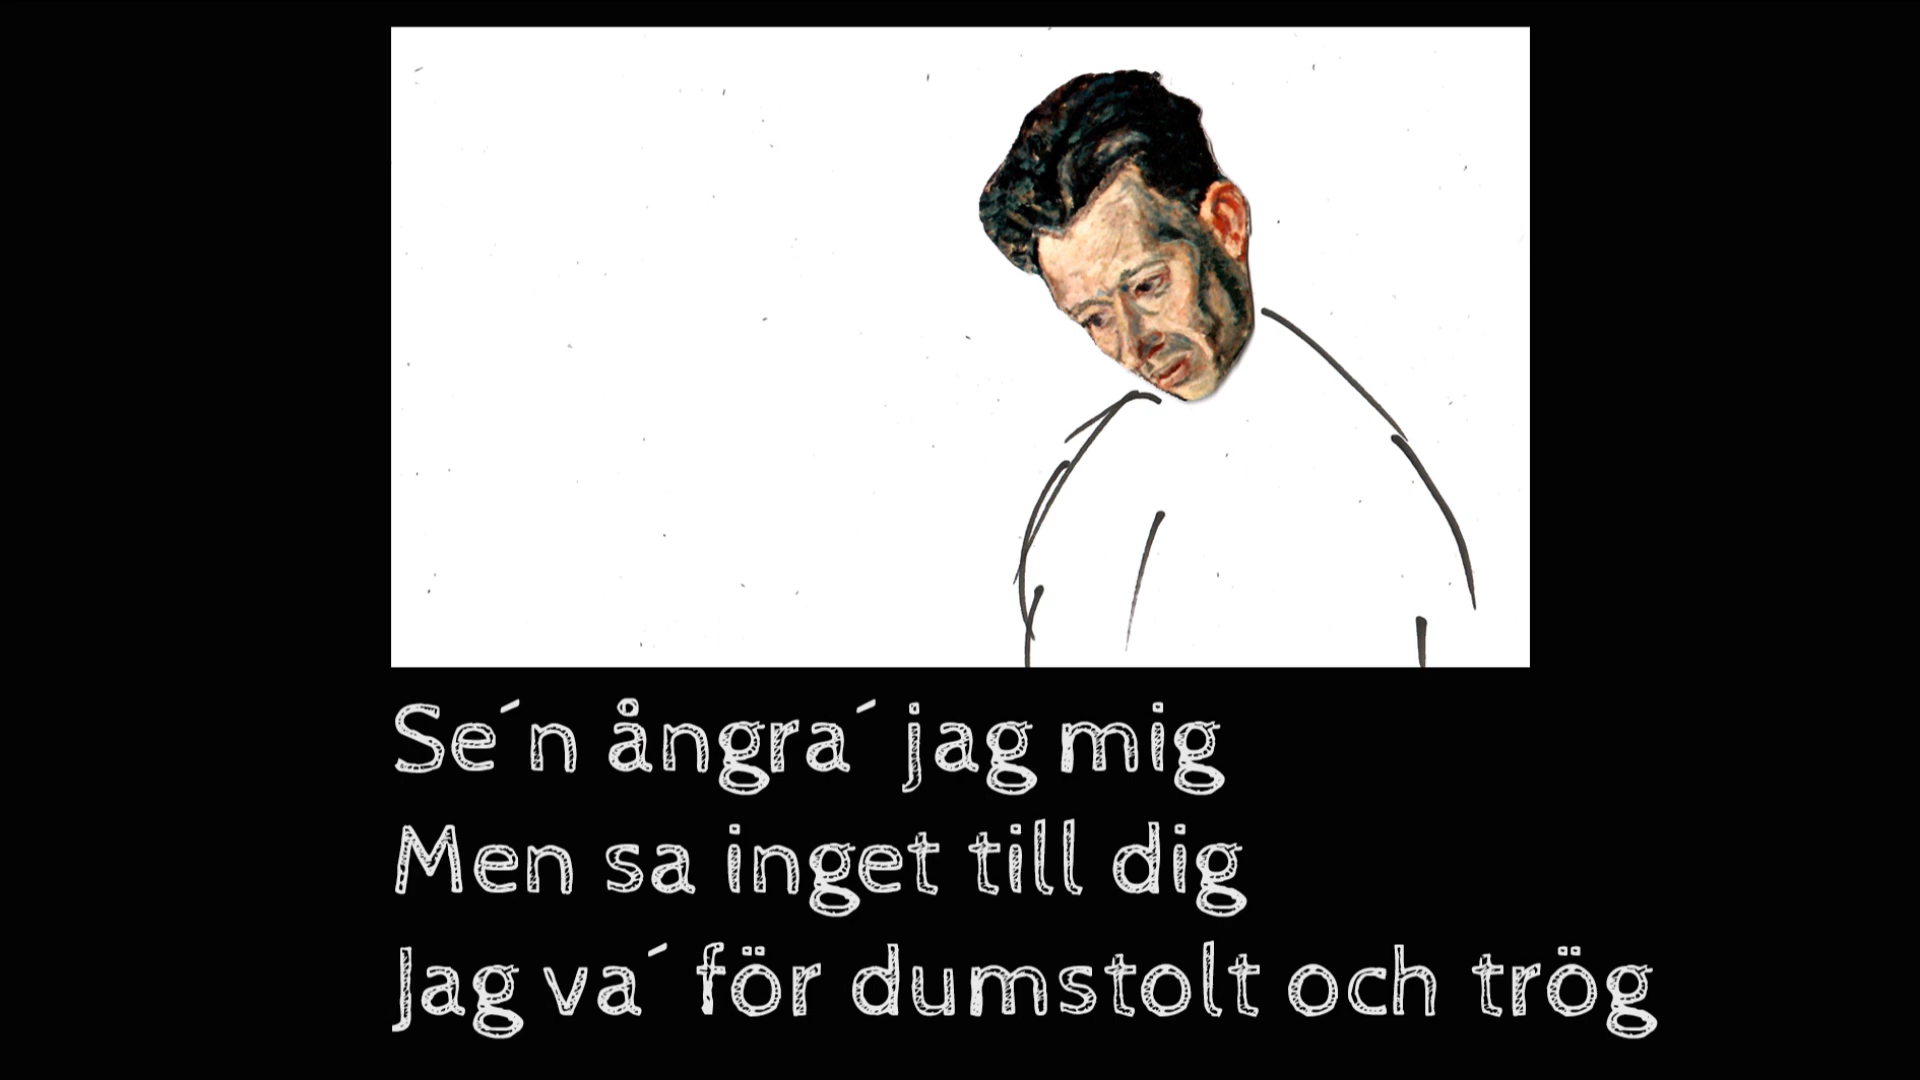 Se´n ångra´ jag mig
Men sa inget till dig
Jag va´ för dumstolt och trög